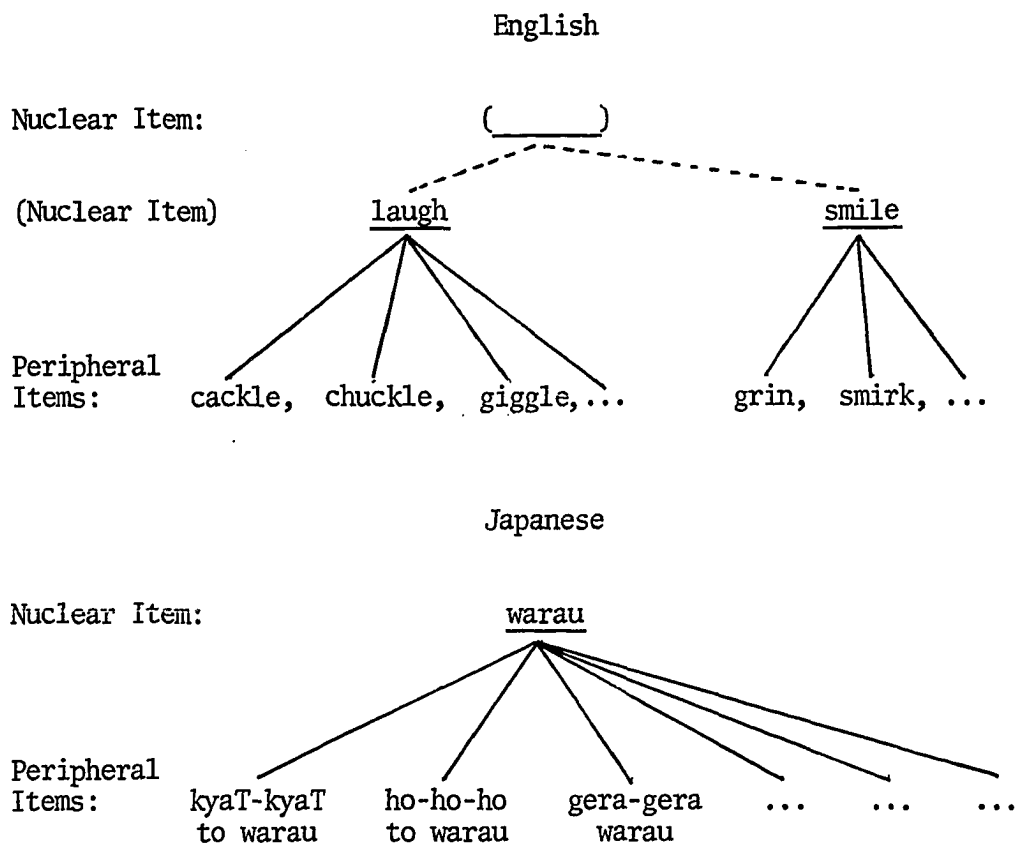 English
Nuclear Item: (______)
(Nuclear Item) laugh smile
Peripheral
Items: cackle, chuckle, giggle,... grin, smirk, ...
Japanese
Nuclear Item: warau
Peripheral
Items: kyaT-kyaT ho-ho-ho gera-gera ... ... ...
to warau to warau warau